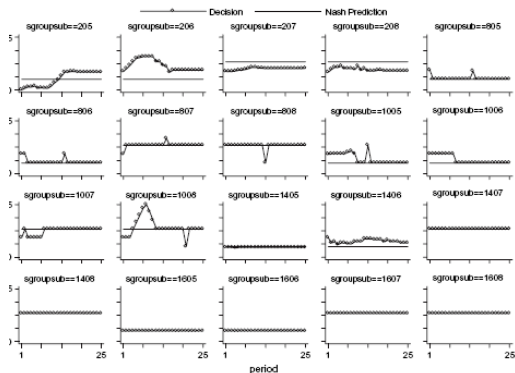 Decision Nash Prediction
sgroupsub==205 sgroupsub==206 sgroupsub==207 sgroupsub==208 sgroupsub==805
5
sgroupsub==806 sgroupsub==807 sgroupsub==808 sgroupsub==1005 sgroupsub==1006
5
sgroupsub==1007 sgroupsub==1008 sgroupsub==1405 sgroupsub==1406 sgroupsub==1407
5
sgroupsub==1408 sgroupsub==1605 sgroupsub==1606 sgroupsub==1607 sgroupsub==1608
5
1 25 1 25 1 25 1 25 1 25
period